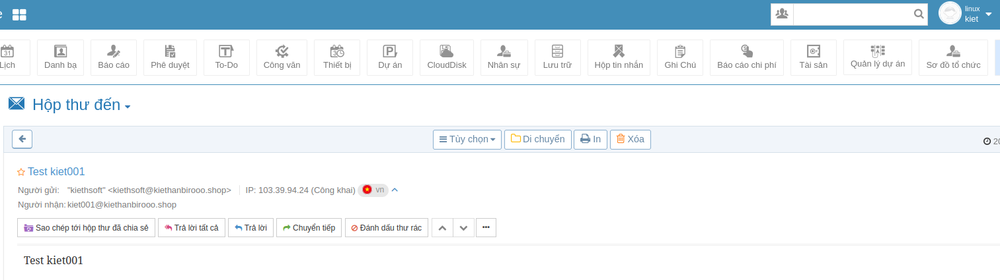 e
linux
kiet
Lịch
Danh bạ
Báo cáo
Phê duyệt
To-Do
Công văn
Thiết bị
Dự án
CloudDisk
Nhân sự
Lưu trữ
Hộp tin nhắn
Ghi Chú
Báo cáo chi phí
Tài sản
Quản lý dự án
Sơ đồ tổ chức
Hộp thư đến
Tùy chọn
Di chuyển
In
Xóa
20
Test kiet001
Người gửi: "kiethsoft" <kiethsoft@kiethanbirooo.shop> IP: 103.39.94.24 (Công khai) vn
Người nhận: kiet001@kiethanbirooo.shop
Sao chép tới hộp thư đã chia sẻ
Trả lời tất cả
Trả lời
Chuyển tiếp
Đánh dấu thư rác
Test kiet001